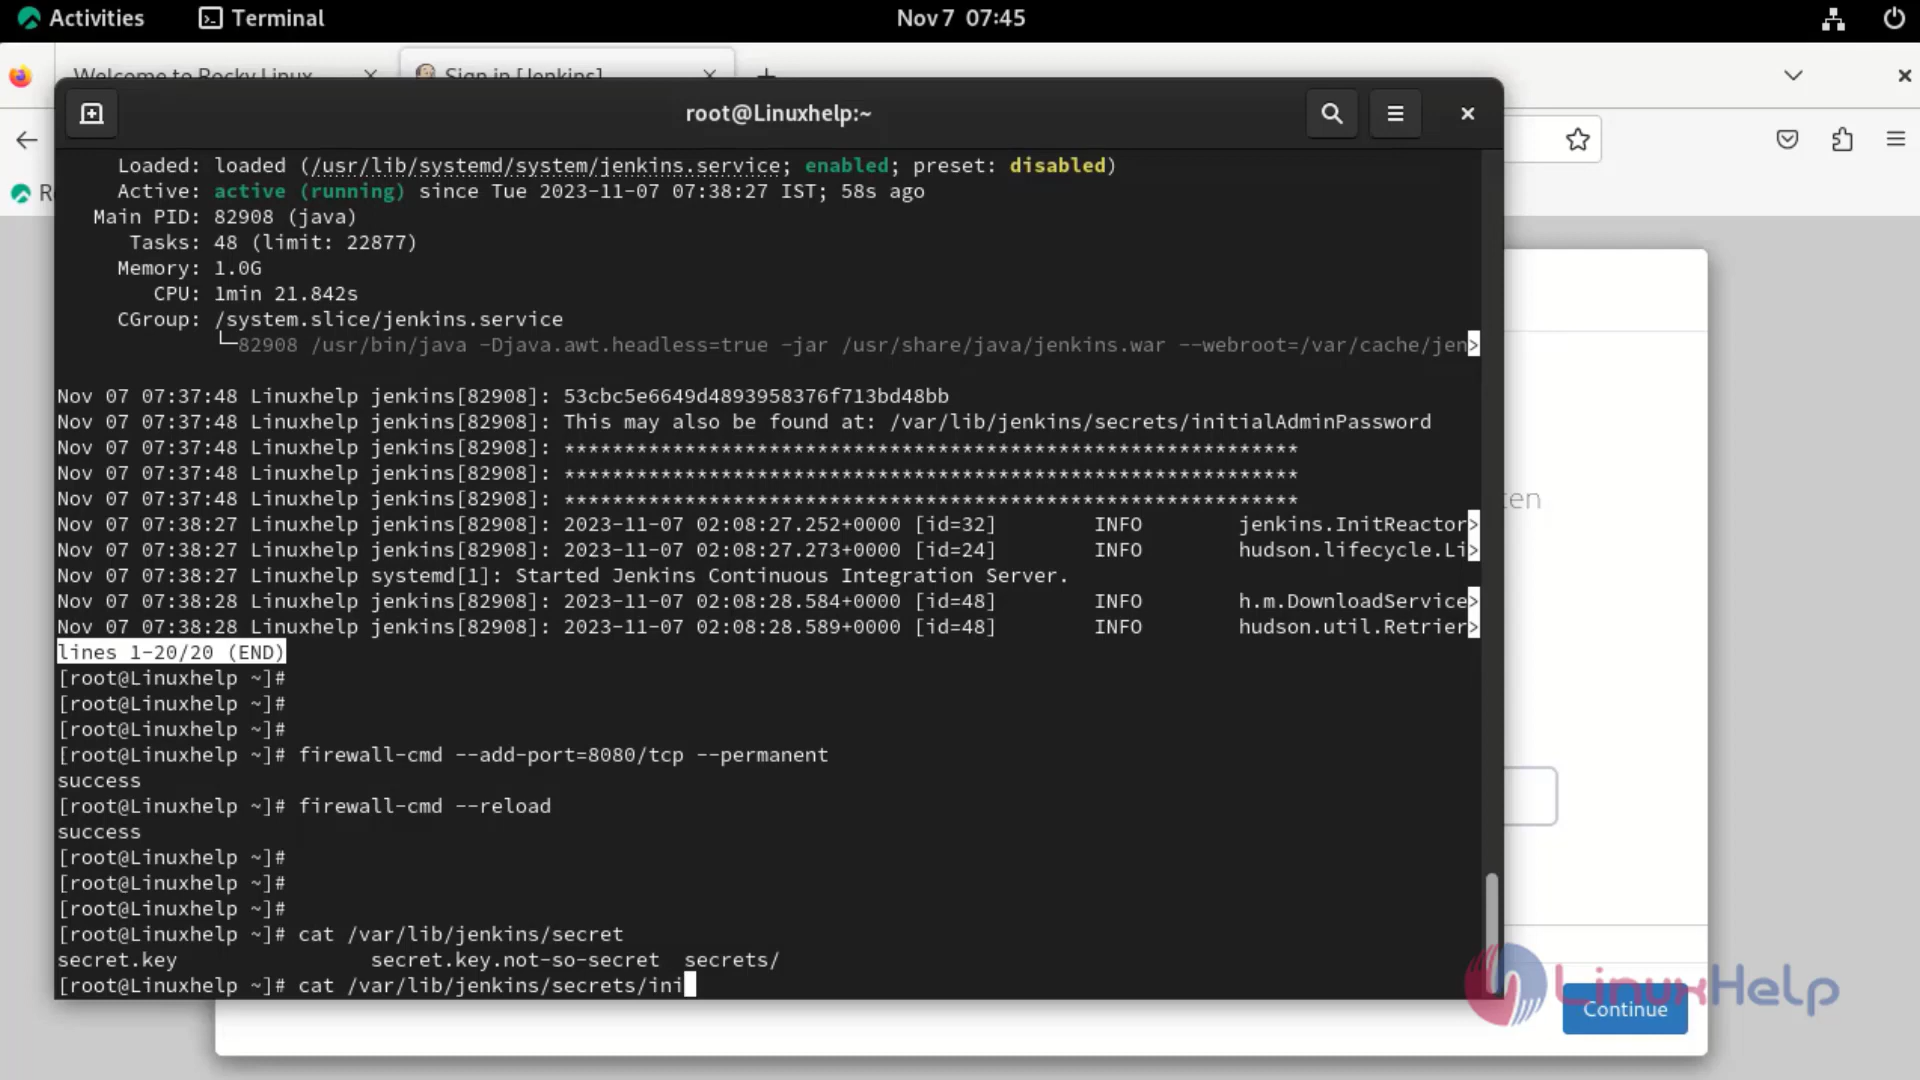 Activities
Terminal
Nov 7 07:45
Welcome to Rocky Linux
Sign in [Jenkins]
root@Linuxhelp:~
Loaded: loaded (/usr/lib/systemd/system/jenkins.service; enabled; preset: disabled)
Active: active (running) since Tue 2023-11-07 07:38:27 IST; 58s ago
Main PID: 82908 (java)
Tasks: 48 (limit: 22877)
Memory: 1.0G
CPU: 1min 21.842s
CGroup: /system.slice/jenkins.service
└─82908 /usr/bin/java -Djava.awt.headless=true -jar /usr/share/java/jenkins.war --webroot=/var/cache/jen>
Nov 07 07:37:48 Linuxhelp jenkins[82908]: 53cbc5e6649d4893958376f713bd48bb
Nov 07 07:37:48 Linuxhelp jenkins[82908]: This may also be found at: /var/lib/jenkins/secrets/initialAdminPassword
Nov 07 07:37:48 Linuxhelp jenkins[82908]: *************************************************************
Nov 07 07:37:48 Linuxhelp jenkins[82908]: *************************************************************
Nov 07 07:37:48 Linuxhelp jenkins[82908]: *************************************************************
Nov 07 07:38:27 Linuxhelp jenkins[82908]: 2023-11-07 02:08:27.252+0000 [id=32] INFO jenkins.InitReactor>
Nov 07 07:38:27 Linuxhelp jenkins[82908]: 2023-11-07 02:08:27.273+0000 [id=24] INFO hudson.lifecycle.Li>
Nov 07 07:38:27 Linuxhelp systemd[1]: Started Jenkins Continuous Integration Server.
Nov 07 07:38:28 Linuxhelp jenkins[82908]: 2023-11-07 02:08:28.584+0000 [id=48] INFO h.m.DownloadService>
Nov 07 07:38:28 Linuxhelp jenkins[82908]: 2023-11-07 02:08:28.589+0000 [id=48] INFO hudson.util.Retrier>
lines 1-20/20 (END)
[root@Linuxhelp ~]#
[root@Linuxhelp ~]#
[root@Linuxhelp ~]#
[root@Linuxhelp ~]# firewall-cmd --add-port=8080/tcp --permanent
success
[root@Linuxhelp ~]# firewall-cmd --reload
success
[root@Linuxhelp ~]#
[root@Linuxhelp ~]#
[root@Linuxhelp ~]#
[root@Linuxhelp ~]# cat /var/lib/jenkins/secret
secret.key secret.key.not-so-secret secrets/
[root@Linuxhelp ~]# cat /var/lib/jenkins/secrets/ini
LinuxHelp
Continue